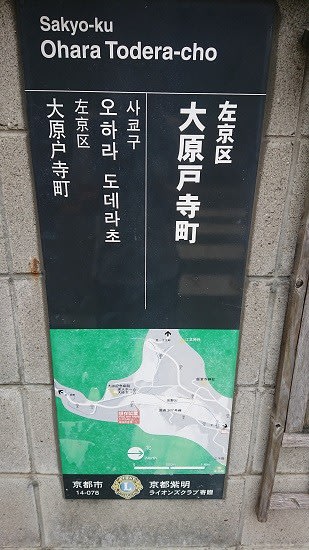 Sakyo-ku
Ohara Todera-cho
左京区
大原戸寺町
사쿄구
오하라 도데라초
左京区
大原户寺町
京都市
14-078
京都紫明
ライオンズクラブ寄贈